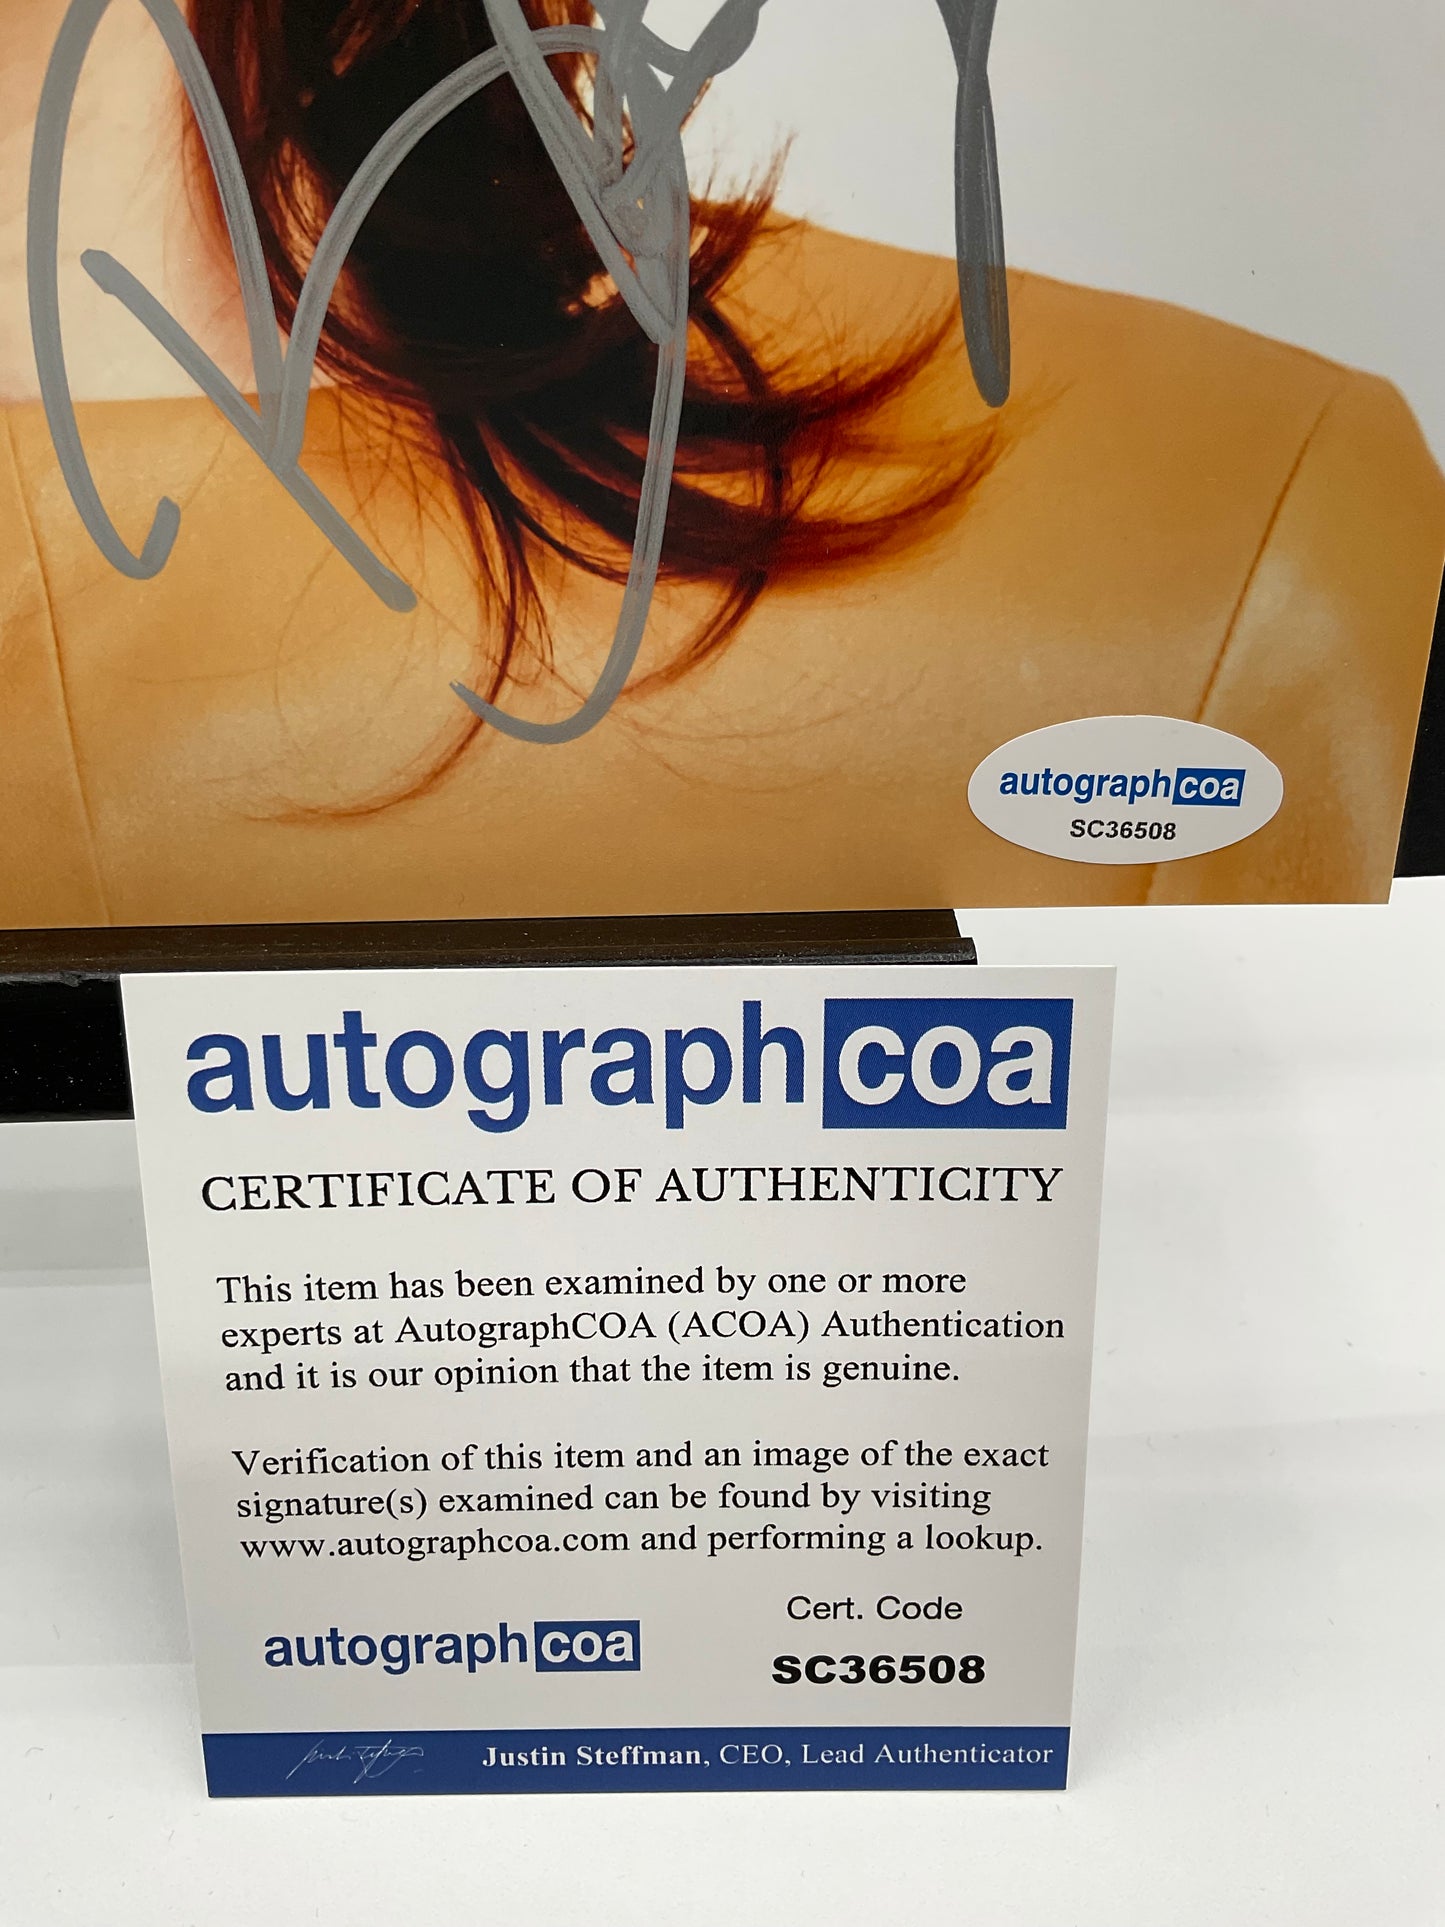 autographcoa
SC36508
autographcoa
CERTIFICATE OF AUTHENTICITY
This item has been examined by one or more
experts at AutographCOA (ACOA) Authentication
and it is our opinion that the item is genuine.
Verification of this item and an image of the exact
signature(s) examined can be found by visiting
www.autographcoa.com and performing a lookup.
Cert. Code
autographcoa
SC36508
Justin Steffman, CEO, Lead Authenticator